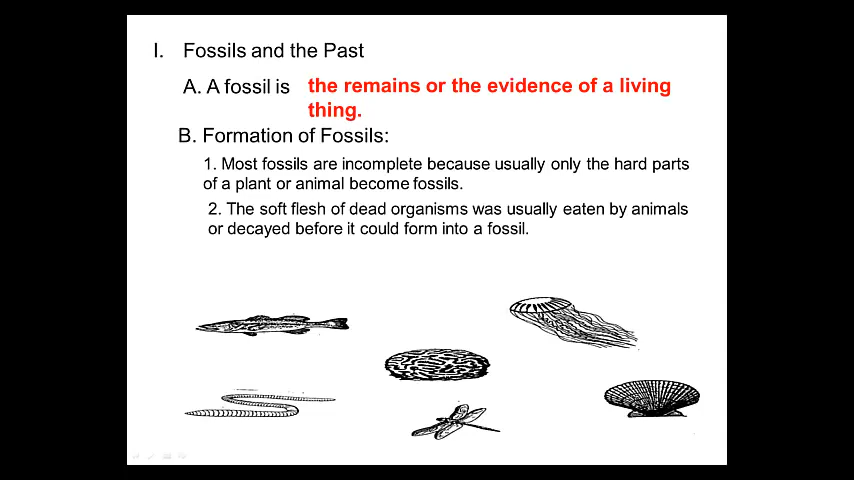 I. Fossils and the Past
A. A fossil is the remains or the evidence of a living
thing.
B. Formation of Fossils:
1. Most fossils are incomplete because usually only the hard parts
of a plant or animal become fossils.
2. The soft flesh of dead organisms was usually eaten by animals
or decayed before it could form into a fossil.